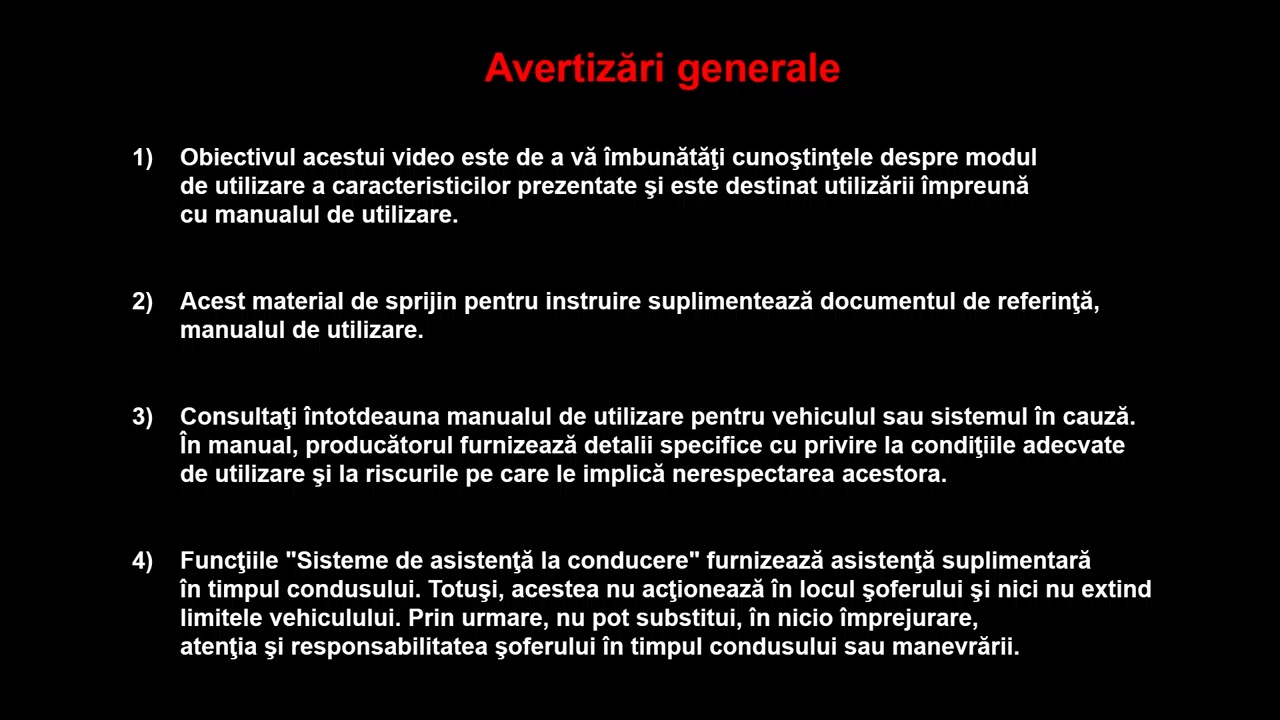 Avertizări generale
1) Obiectivul acestui video este de a vă îmbunătăţi cunoştinţele despre modul
de utilizare a caracteristicilor prezentate şi este destinat utilizării împreună
cu manualul de utilizare.
2) Acest material de sprijin pentru instruire suplimentează documentul de referinţă,
manualul de utilizare.
3) Consultaţi întotdeauna manualul de utilizare pentru vehiculul sau sistemul în cauză.
În manual, producătorul furnizează detalii specifice cu privire la condiţiile adecvate
de utilizare şi la riscurile pe care le implică nerespectarea acestora.
4) Funcţiile "Sisteme de asistenţă la conducere" furnizează asistenţă suplimentară
în timpul condusului. Totuşi, acestea nu acţionează în locul şoferului şi nici nu extind
limitele vehiculului. Prin urmare, nu pot substitui, în nicio împrejurare,
atenţia şi responsabilitatea şoferului în timpul condusului sau manevrării.